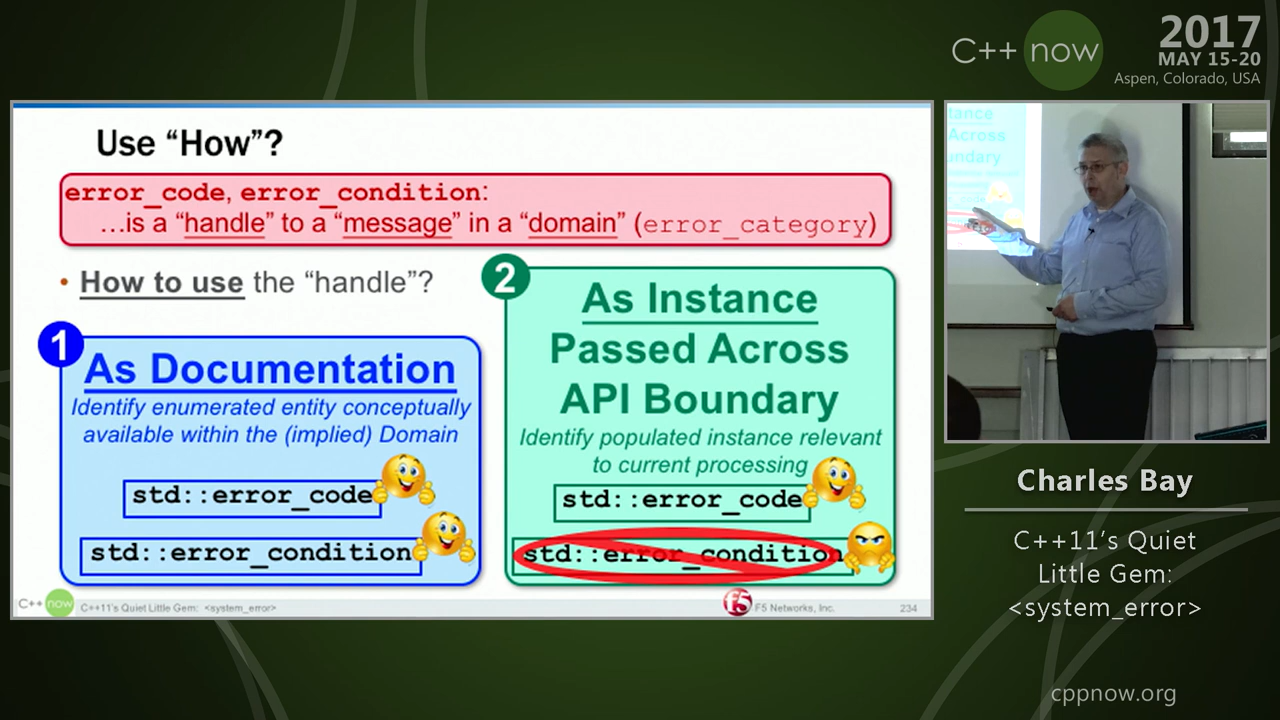 C++ now
2017
MAY 15-20
Aspen, Colorado, USA
Use “How”?
error_code, error_condition:
…is a “handle” to a “message” in a “domain” (error_category)
• How to use the “handle”?
1
As Documentation
Identify enumerated entity conceptually
available within the (implied) Domain
std::error_code
std::error_condition
2
As Instance
Passed Across
API Boundary
Identify populated instance relevant
to current processing
std::error_code
std::error_condition
C++ now
C++11's Quiet Little Gem: <system_error>
F5 Networks, Inc.
234
tance
Across
undary
Charles Bay
C++11’s Quiet
Little Gem:
<system_error>
cppnow.org